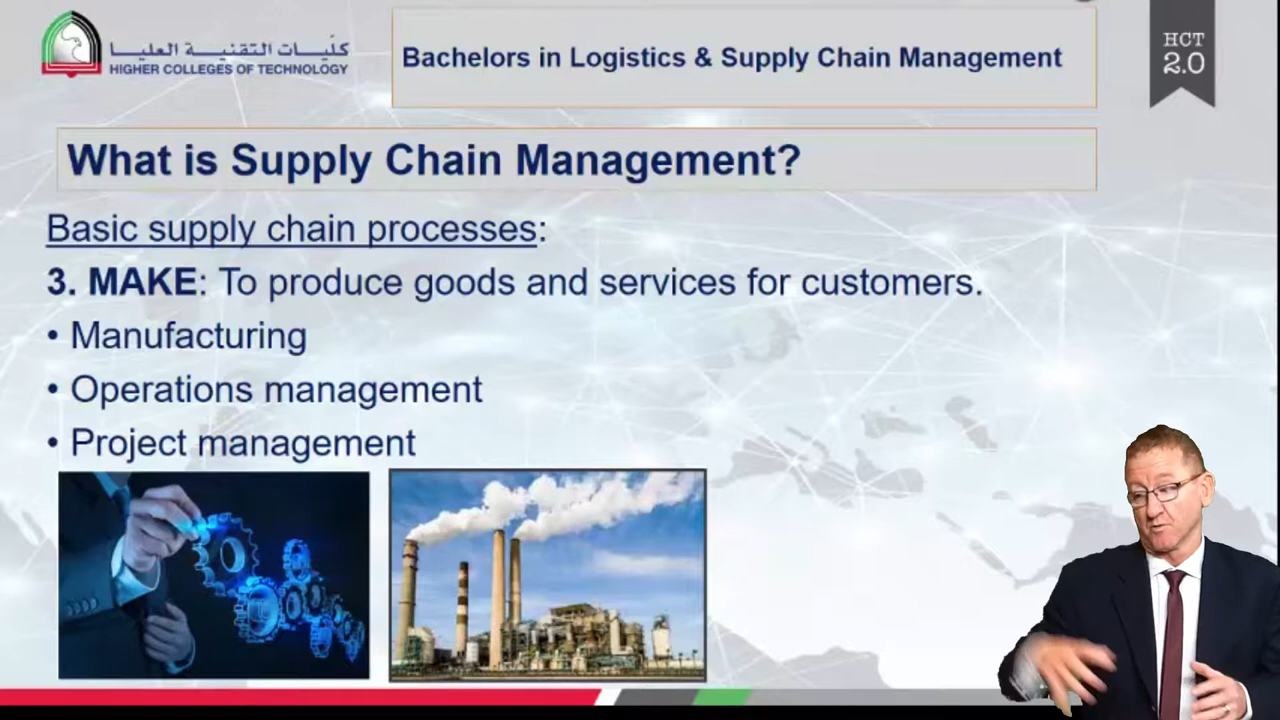 كليات التقنية العليا
HIGHER COLLEGES OF TECHNOLOGY
Bachelors in Logistics & Supply Chain Management
HCT
2.0
What is Supply Chain Management?
Basic supply chain processes:
3. MAKE: To produce goods and services for customers.
• Manufacturing
• Operations management
• Project management